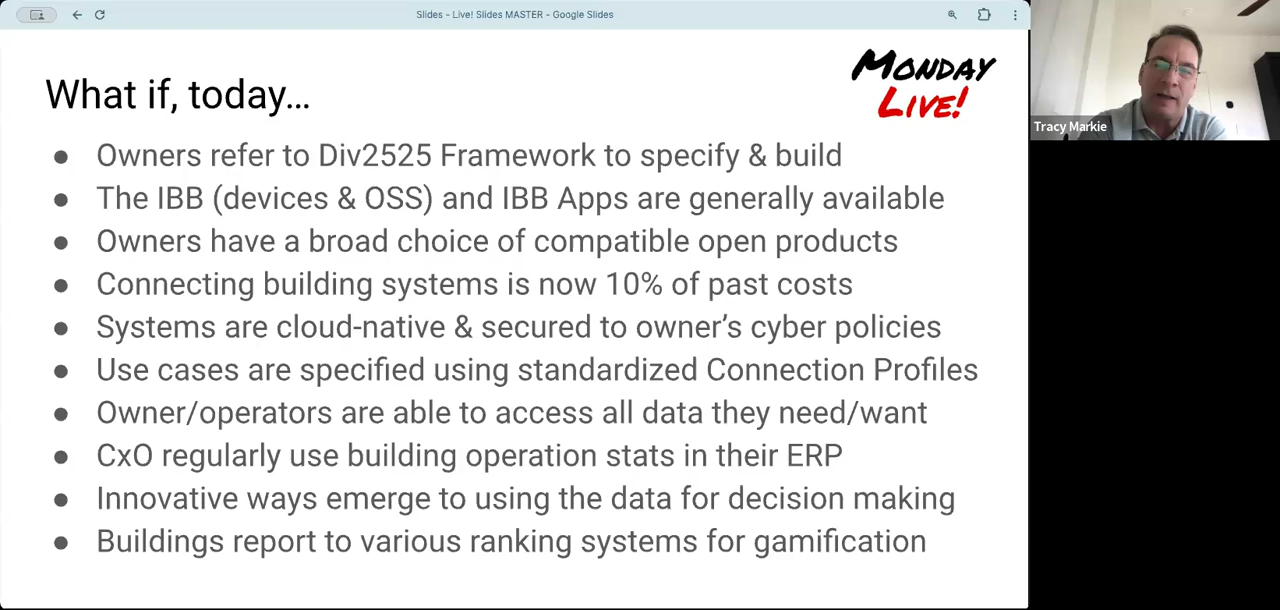 Slides - Live! Slides MASTER - Google Slides
What if, today…
MONDAY
LIVE!
● Owners refer to Div2525 Framework to specify & build
● The IBB (devices & OSS) and IBB Apps are generally available
● Owners have a broad choice of compatible open products
● Connecting building systems is now 10% of past costs
● Systems are cloud-native & secured to owner’s cyber policies
● Use cases are specified using standardized Connection Profiles
● Owner/operators are able to access all data they need/want
● CxO regularly use building operation stats in their ERP
● Innovative ways emerge to using the data for decision making
● Buildings report to various ranking systems for gamification
Tracy Markie